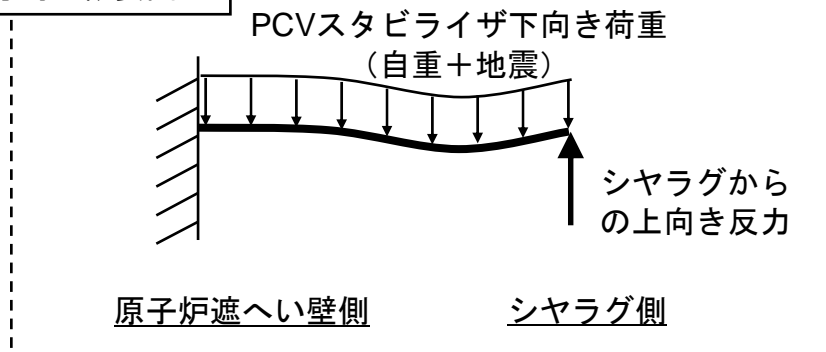 PCVスタビライザ下向き荷重
（自重＋地震）
シヤラグから
の上向き反力
原子炉遮へい壁側
シヤラグ側